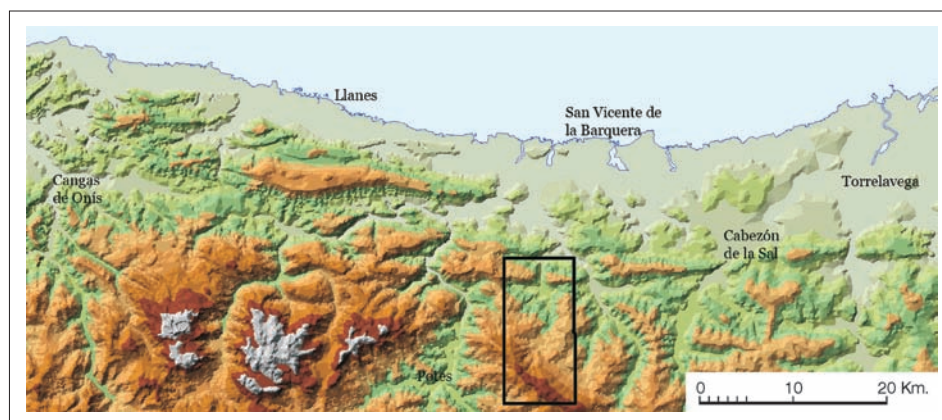 Llanes
San Vicente de
la Barquera
Cangas
de Onís
Torrelavega
Cabezón
de la Sal
Potes
0 10 20 Km.